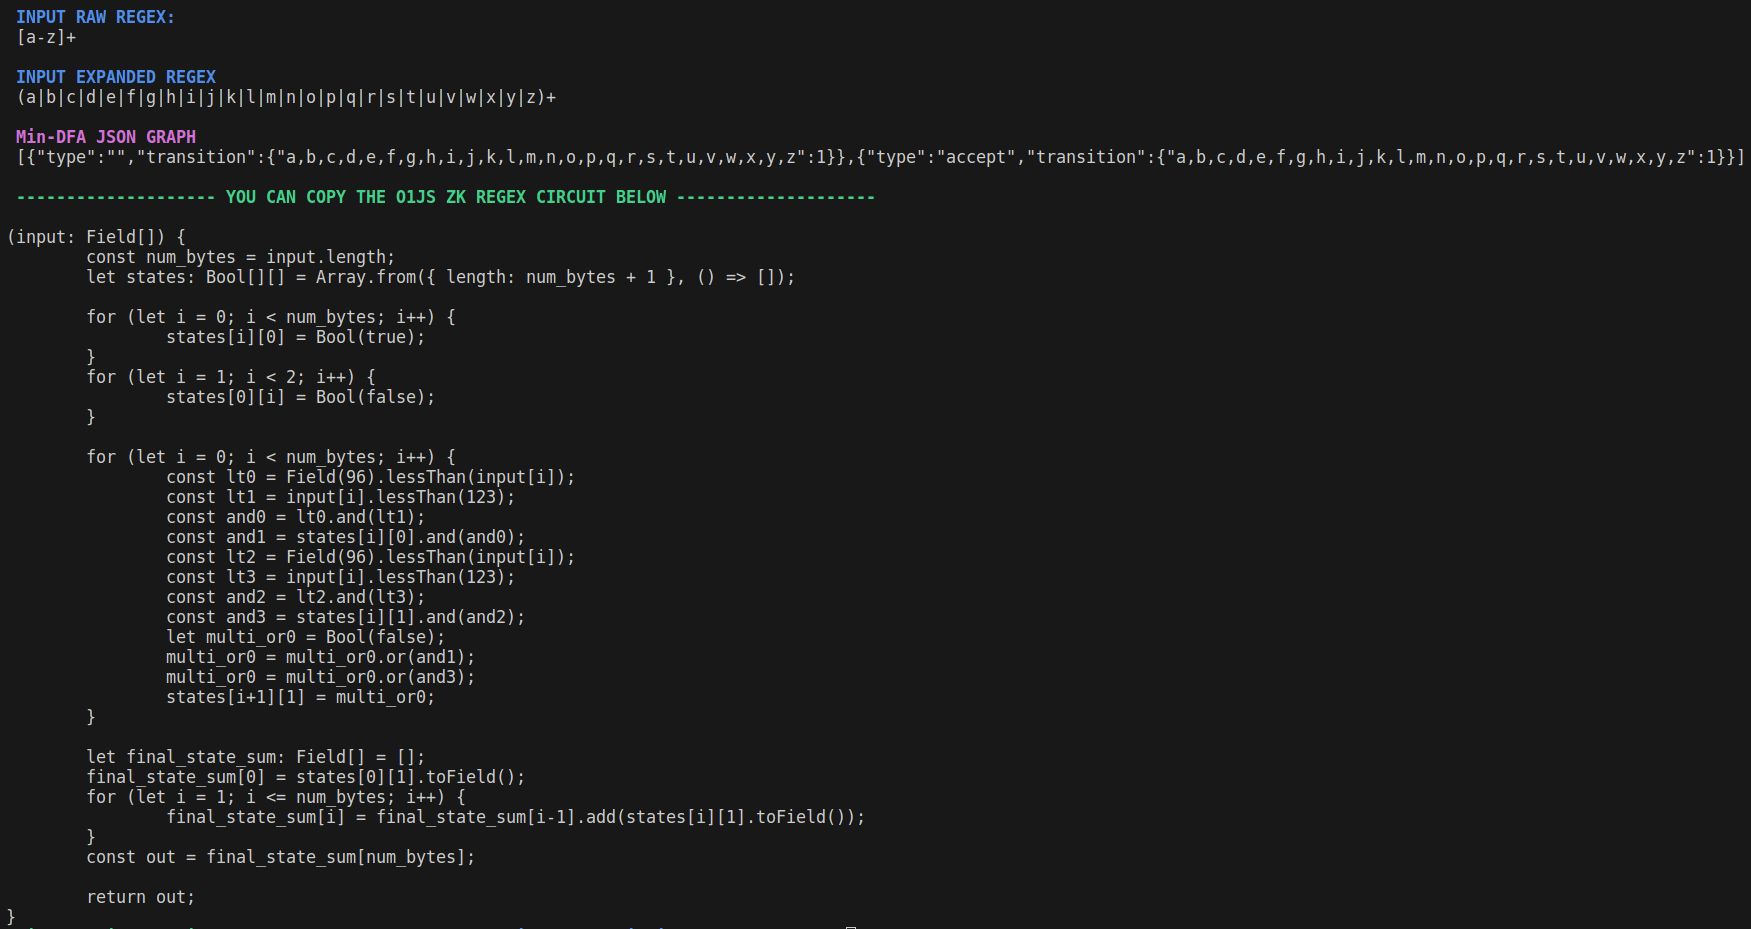 INPUT RAW REGEX:
[a-z]+
INPUT EXPANDED REGEX
(a|b|c|d|e|f|g|h|i|j|k|l|m|n|o|p|q|r|s|t|u|v|w|x|y|z)+
Min-DFA JSON GRAPH
[{"type":"","transition":{"a,b,c,d,e,f,g,h,i,j,k,l,m,n,o,p,q,r,s,t,u,v,w,x,y,z":1}},{"type":"accept","transition":{"a,b,c,d,e,f,g,h,i,j,k,l,m,n,o,p,q,r,s,t,u,v,w,x,y,z":1}}]
-------------------- YOU CAN COPY THE O1JS ZK REGEX CIRCUIT BELOW --------------------
(input: Field[]) {
        const num_bytes = input.length;
        let states: Bool[][] = Array.from({ length: num_bytes + 1 }, () => []);
        for (let i = 0; i < num_bytes; i++) {
                states[i][0] = Bool(true);
        }
        for (let i = 1; i < 2; i++) {
                states[0][i] = Bool(false);
        }
        for (let i = 0; i < num_bytes; i++) {
                const lt0 = Field(96).lessThan(input[i]);
                const lt1 = input[i].lessThan(123);
                const and0 = lt0.and(lt1);
                const and1 = states[i][0].and(and0);
                const lt2 = Field(96).lessThan(input[i]);
                const lt3 = input[i].lessThan(123);
                const and2 = lt2.and(lt3);
                const and3 = states[i][1].and(and2);
                let multi_or0 = Bool(false);
                multi_or0 = multi_or0.or(and1);
                multi_or0 = multi_or0.or(and3);
                states[i+1][1] = multi_or0;
        }
        let final_state_sum: Field[] = [];
        final_state_sum[0] = states[0][1].toField();
        for (let i = 1; i <= num_bytes; i++) {
                final_state_sum[i] = final_state_sum[i-1].add(states[i][1].toField());
        }
        const out = final_state_sum[num_bytes];
        return out;
}